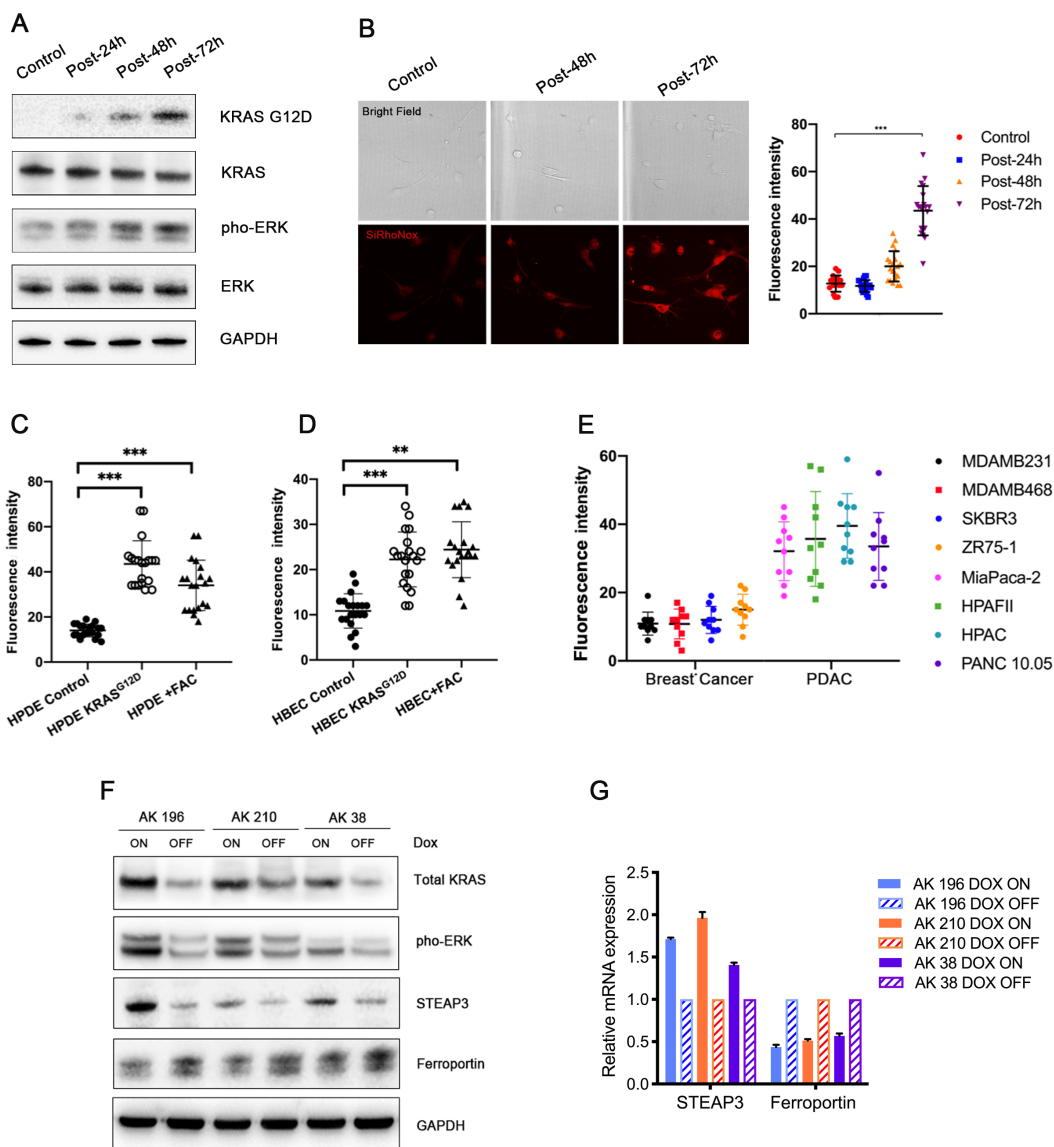 A
Control
Post-24h
Post-48h
Post-72h
KRAS G12D
KRAS
pho-ERK
ERK
GAPDH
B
Control
Post-48h
Post-72h
Bright Field
SiRhoNox
Fluorescence intensity
80
60
40
20
0
***
Control
Post-24h
Post-48h
Post-72h
C
Fluorescence intensity
80
60
40
20
0
***
***
HPDE Control
HPDE KRASG12D
HPDE +FAC
D
Fluorescence intensity
40
30
20
10
0
**
***
HBEC Control
HBEC KRASG12D
HBEC+FAC
E
Fluorescence intensity
60
40
20
0
Breast Cancer
PDAC
MDAMB231
MDAMB468
SKBR3
ZR75-1
MiaPaca-2
HPAFII
HPAC
PANC 10.05
F
AK 196
AK 210
AK 38
ON
OFF
ON
OFF
ON
OFF
Dox
Total KRAS
pho-ERK
STEAP3
Ferroportin
GAPDH
G
Relative mRNA expression
2.5
2.0
1.5
1.0
0.5
0.0
STEAP3
Ferroportin
AK 196 DOX ON
AK 196 DOX OFF
AK 210 DOX ON
AK 210 DOX OFF
AK 38 DOX ON
AK 38 DOX OFF